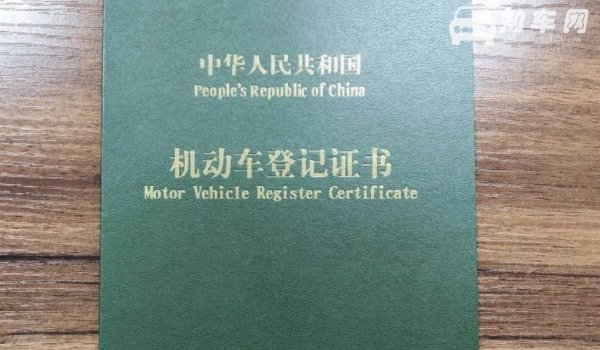 中华人民共和国
People's Republic of China
机动车登记证书
Motor Vehicle Register Certificate